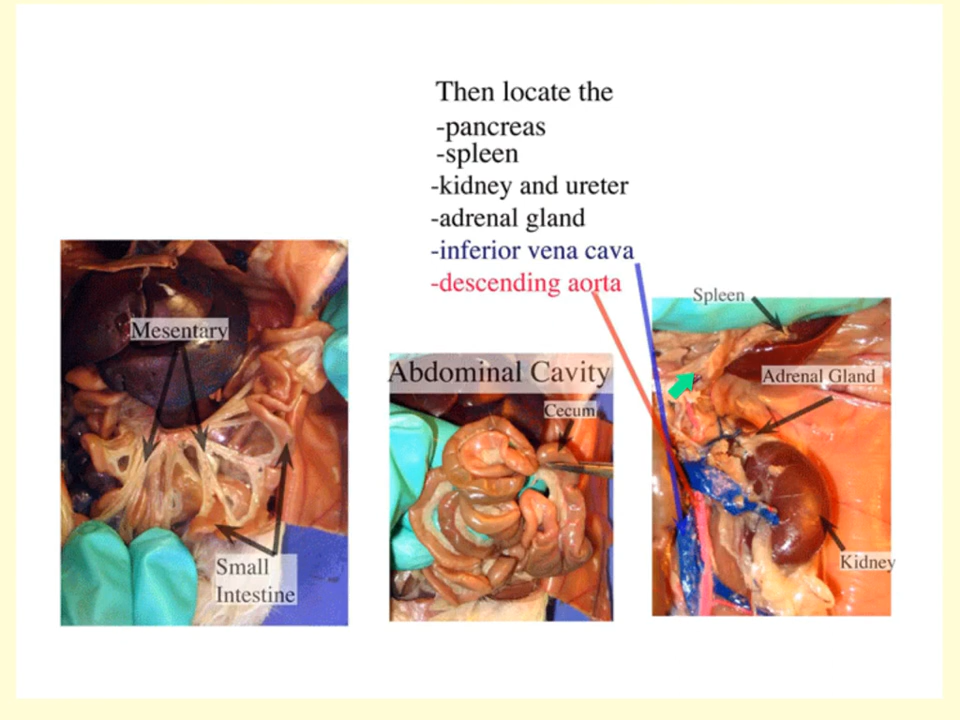 Then locate the
-pancreas
-spleen
-kidney and ureter
-adrenal gland
-inferior vena cava
-descending aorta
Mesentary
Small
Intestine
Abdominal Cavity
Cecum
Spleen
Adrenal Gland
Kidney